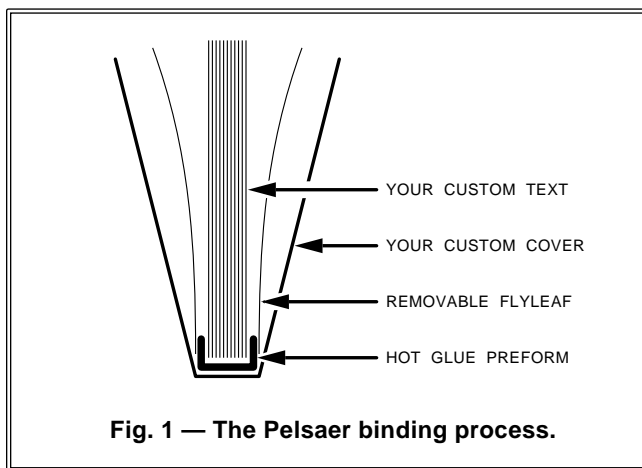 YOUR CUSTOM TEXT
YOUR CUSTOM COVER
REMOVABLE FLYLEAF
HOT GLUE PREFORM
Fig. 1 — The Pelsaer binding process.